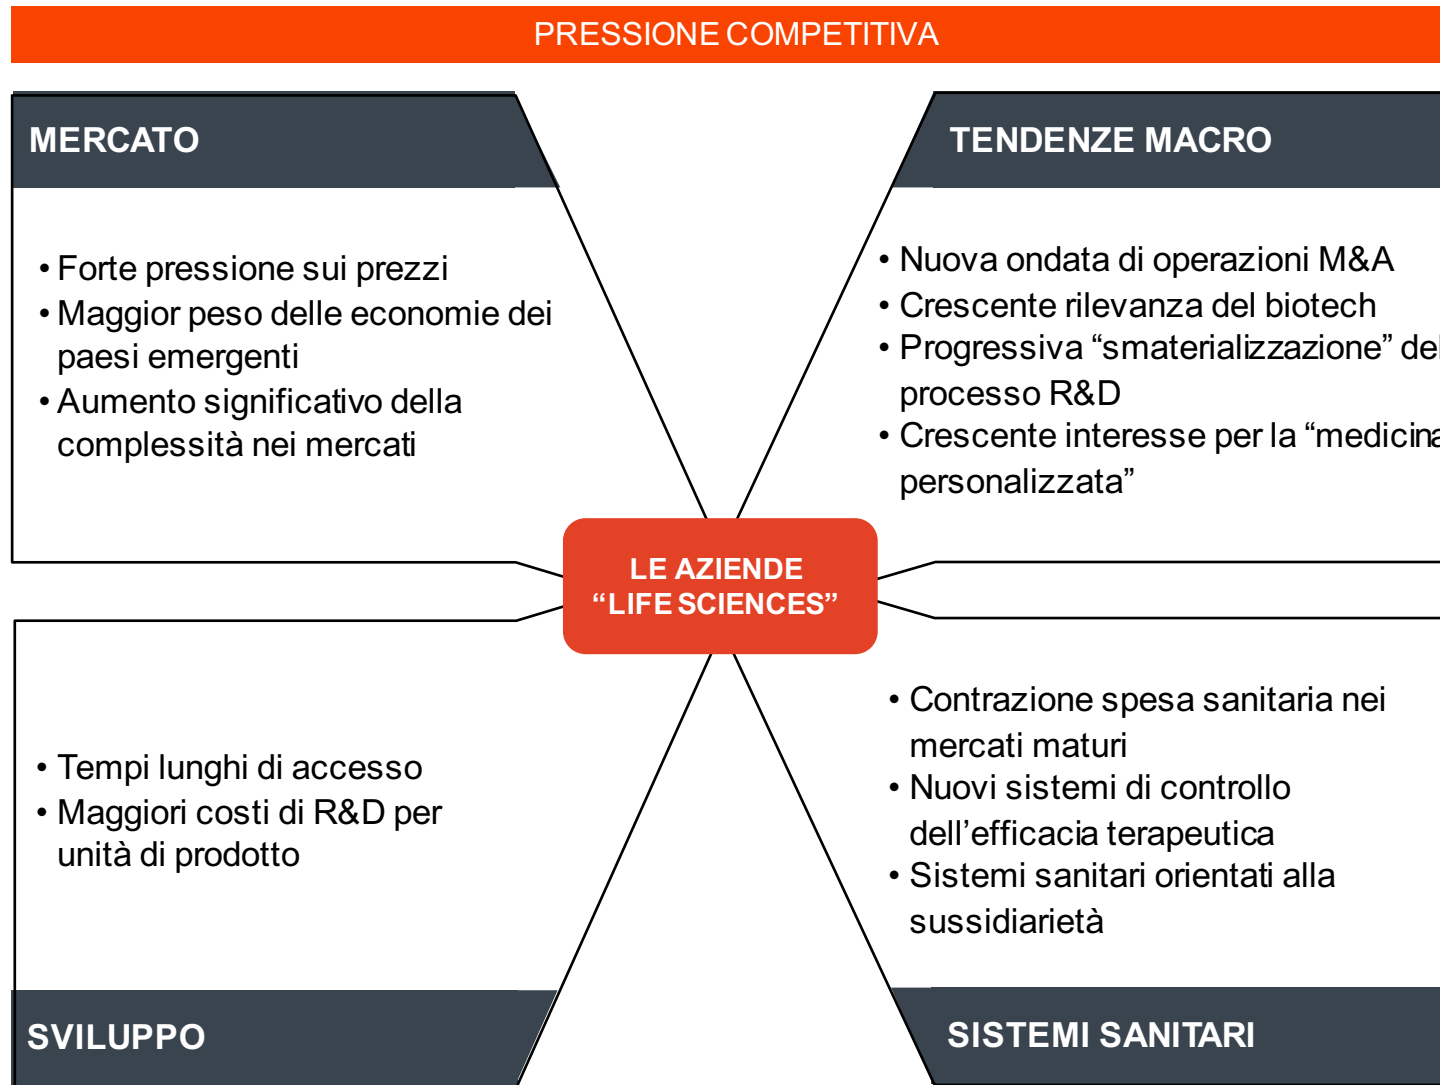 PRESSIONE COMPETITIVA
MERCATO
• Forte pressione sui prezzi
• Maggior peso delle economie dei
paesi emergenti
• Aumento significativo della
complessità nei mercati
TENDENZE MACRO
• Nuova ondata di operazioni M&A
• Crescente rilevanza del biotech
• Progressiva “smaterializzazione” del
processo R&D
• Crescente interesse per la “medicina
personalizzata”
LE AZIENDE
“LIFE SCIENCES”
• Tempi lunghi di accesso
• Maggiori costi di R&D per
unità di prodotto
SVILUPPO
• Contrazione spesa sanitaria nei
mercati maturi
• Nuovi sistemi di controllo
dell’efficacia terapeutica
• Sistemi sanitari orientati alla
sussidiarietà
SISTEMI SANITARI